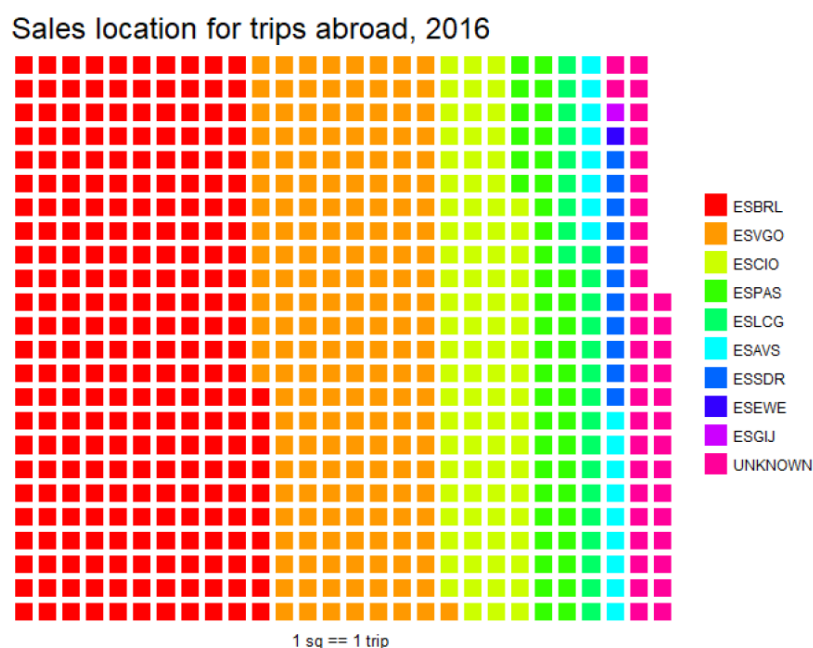 Sales location for trips abroad, 2016
ESBRL
ESVGO
ESCIO
ESPAS
ESLCG
ESAVS
ESSDR
ESEWE
ESGIJ
UNKNOWN
1 sq == 1 trip